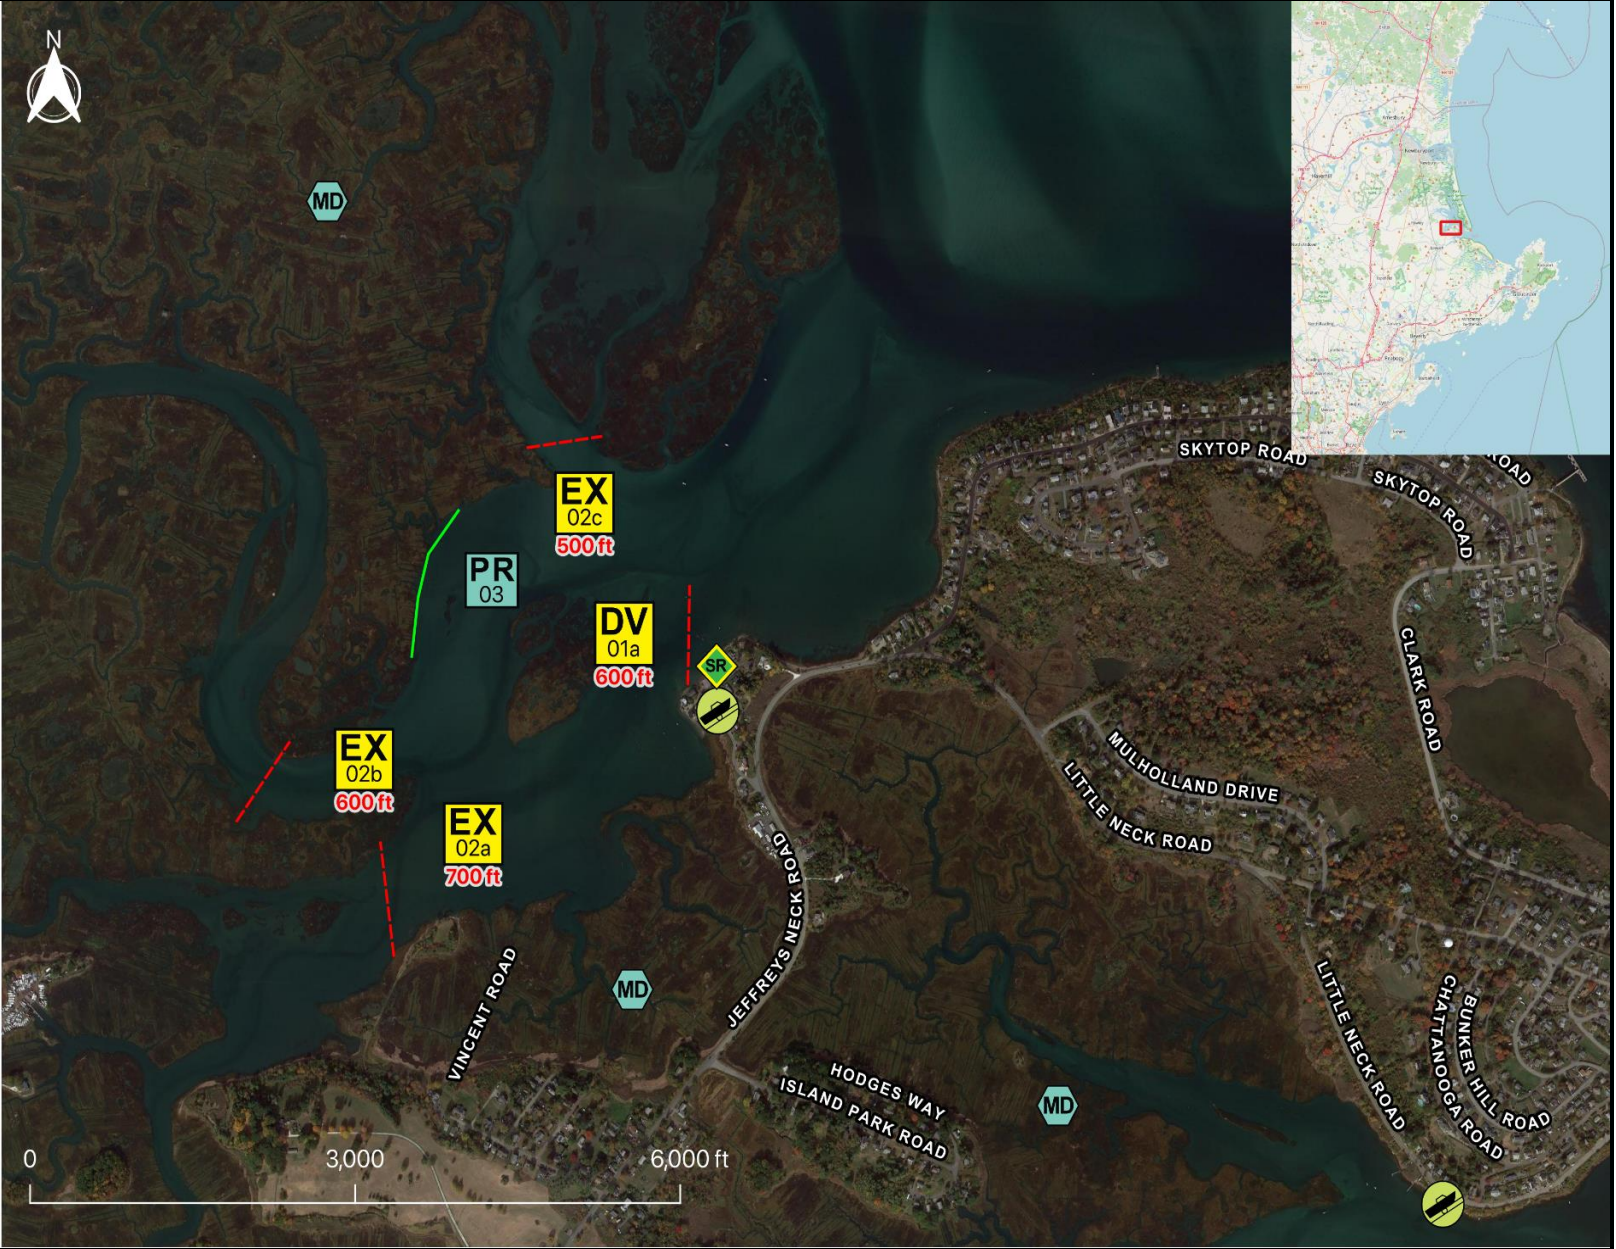 N
MD
SKYTOP ROAD
ROAD
SKYTOP ROAD
EX
02c
500 ft
PR
03
DV
01a
600 ft
SR
CLARK ROAD
EX
02b
600 ft
MULHOLLAND DRIVE
LITTLE NECK ROAD
EX
02a
700 ft
JEFFREYS NECK ROAD
VINCENT ROAD
MD
LITTLE NECK ROAD
BUNKER HILL ROAD
CHATTANOOGA ROAD
HODGES WAY
ISLAND PARK ROAD
MD
0
3,000
6,000 ft